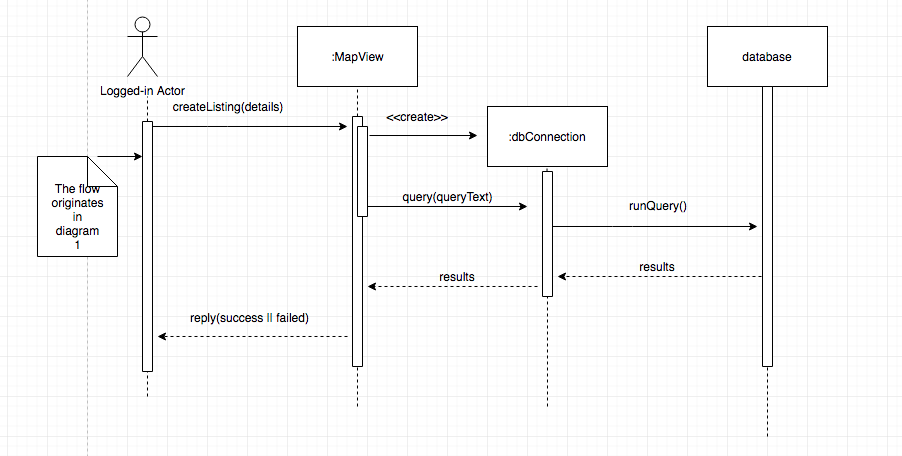 :MapView
database
Logged-in Actor
createListing(details)
<<create>>
:dbConnection
The flow
originates
in
diagram
1
query(queryText)
runQuery()
results
results
reply(success || failed)